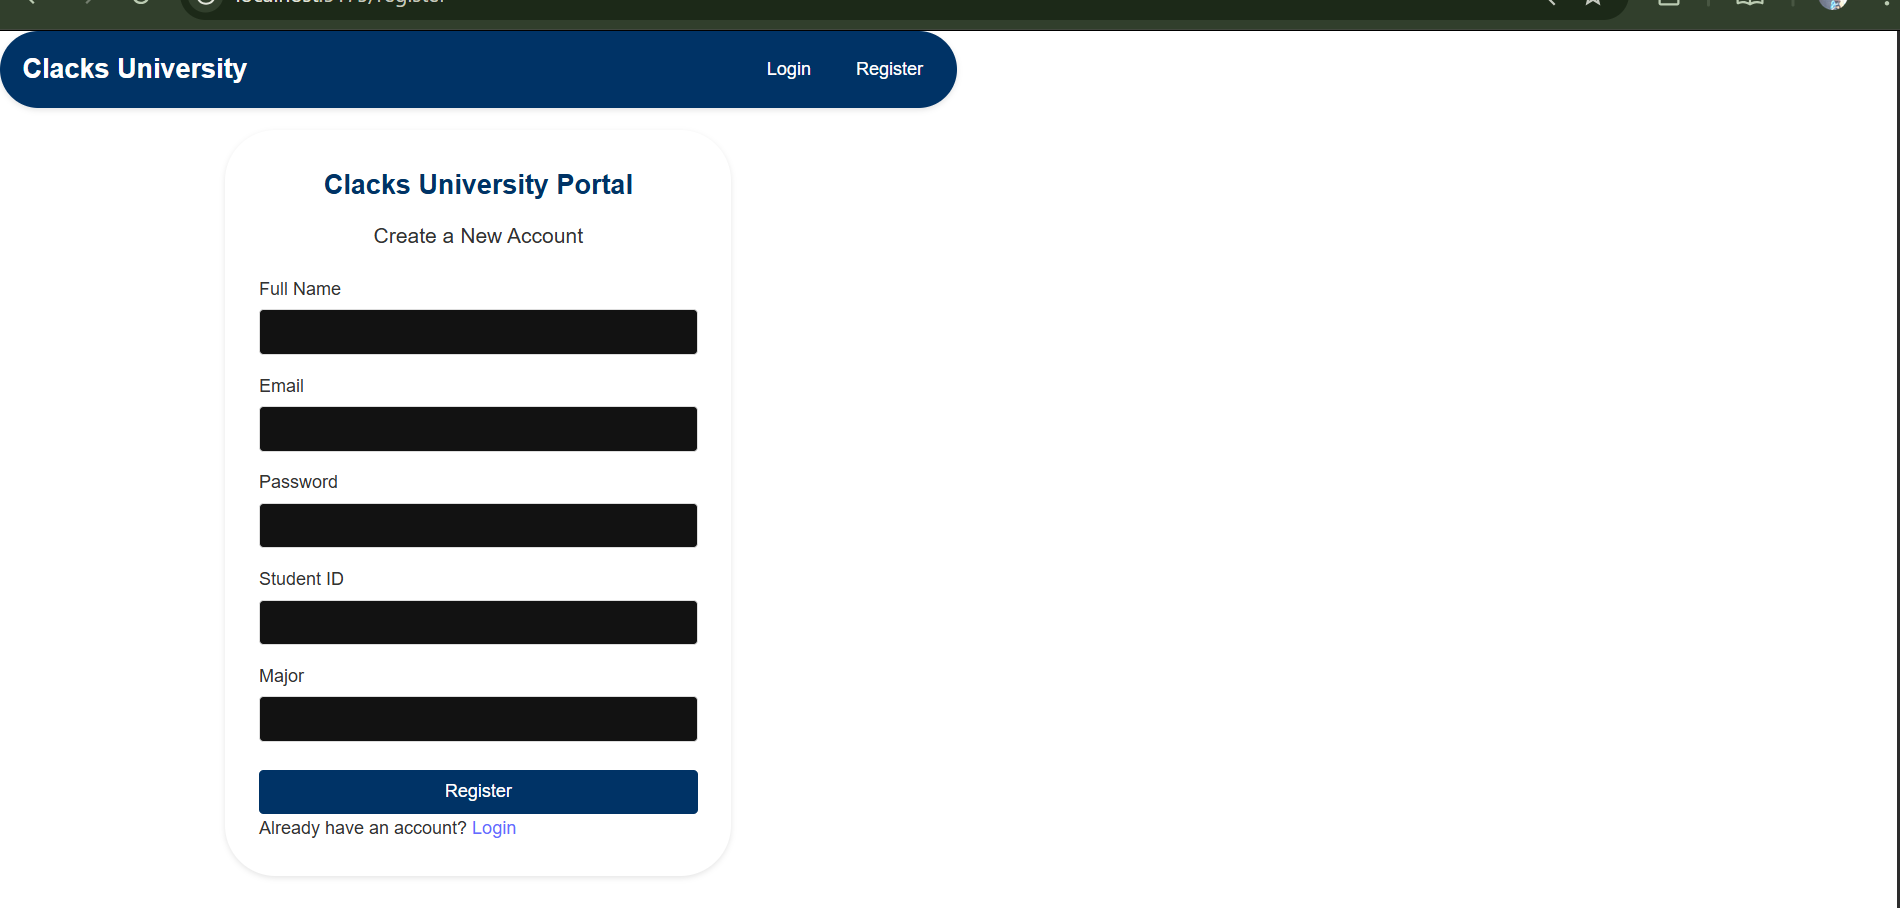 Clacks University
Login
Register
Clacks University Portal
Create a New Account
Full Name
Email
Password
Student ID
Major
Register
Already have an account? Login